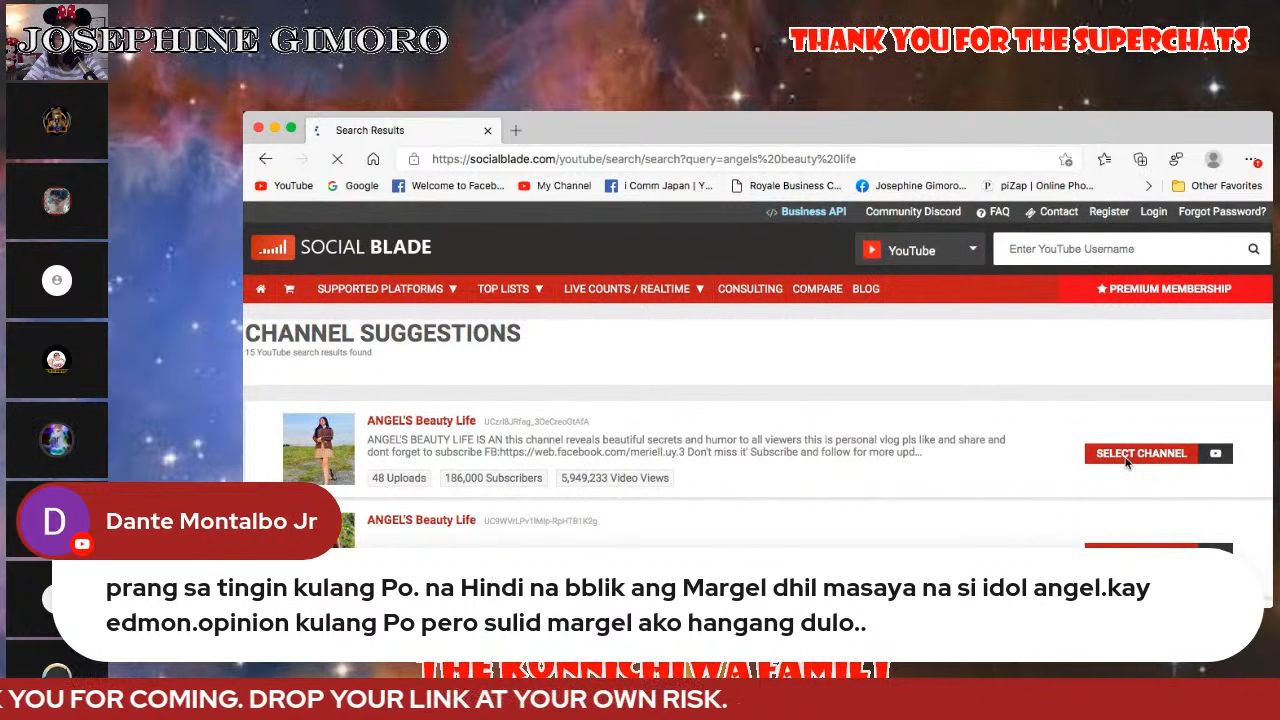 JOSEPHINE GIMORO
THANK YOU FOR THE SUPERCHATS
Search Results
https://socialblade.com/youtube/search/search?query=angels%20beauty%20life
YouTube
Google
Welcome to Faceb...
My Channel
i Comm Japan | Y...
Royale Business C...
Josephine Gimoro...
piZap | Online Pho...
Other Favorites
Business API
Community Discord
FAQ
Contact
Register
Login
Forgot Password?
SOCIAL BLADE
YouTube
Enter YouTube Username
SUPPORTED PLATFORMS
TOP LISTS
LIVE COUNTS / REALTIME
CONSULTING
COMPARE
BLOG
PREMIUM MEMBERSHIP
CHANNEL SUGGESTIONS
15 YouTube search results found
ANGEL'S Beauty Life
ANGEL'S BEAUTY LIFE IS AN this channel reveals beautiful secrets and humor to all viewers this is personal vlog pls like and share and
dont forget to subscribe FB:https://web.facebook.com/meriell.uy.3 Don't miss it' Subscribe and follow for more upd...
SELECT CHANNEL
48 Uploads
186,000 Subscribers
5,949,233 Video Views
ANGEL'S Beauty Life
D
Dante Montalbo Jr
prang sa tingin kulang Po. na Hindi na bblik ang Margel dhil masaya na si idol angel.kay
edmon.opinion kulang Po pero sulid margel ako hangang dulo..
THE KONNICHIWA FAMILY
YOU FOR COMING. DROP YOUR LINK AT YOUR OWN RISK.